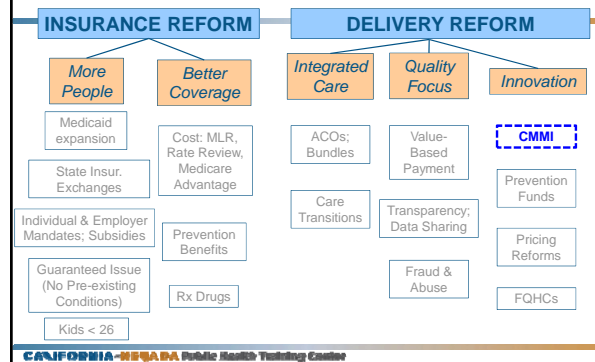 INSURANCE REFORM
More
People
Better
Coverage
Medicaid
expansion
State Insur.
Exchanges
Individual & Employer
Mandates; Subsidies
Guaranteed Issue
(No Pre-existing
Conditions)
Kids < 26
Cost: MLR,
Rate Review,
Medicare
Advantage
Prevention
Benefits
Rx Drugs
DELIVERY REFORM
Integrated
Care
Quality
Focus
Innovation
ACOs;
Bundles
Care
Transitions
Value-
Based
Payment
Transparency;
Data Sharing
Fraud &
Abuse
CMMI
Prevention
Funds
Pricing
Reforms
FQHCs
CALIFORNIA-NEVADA Public Health Training Center